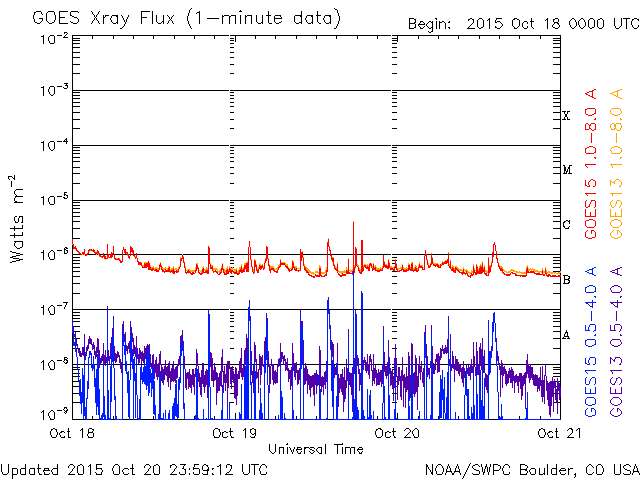 GOES Xray Flux (1-minute data)
Begin: 2015 Oct 18 0000 UTC
10-2
10-3
10-4
10-5
10-6
10-7
10-8
10-9
Watts m-2
X
M
C
B
A
GOES15 1.0-8.0 A
GOES13 1.0-8.0 A
GOES15 0.5-4.0 A
GOES13 0.5-4.0 A
Oct 18
Oct 19
Oct 20
Oct 21
Universal Time
Updated 2015 Oct 20 23:59:12 UTC
NOAA/SWPC Boulder, CO USA